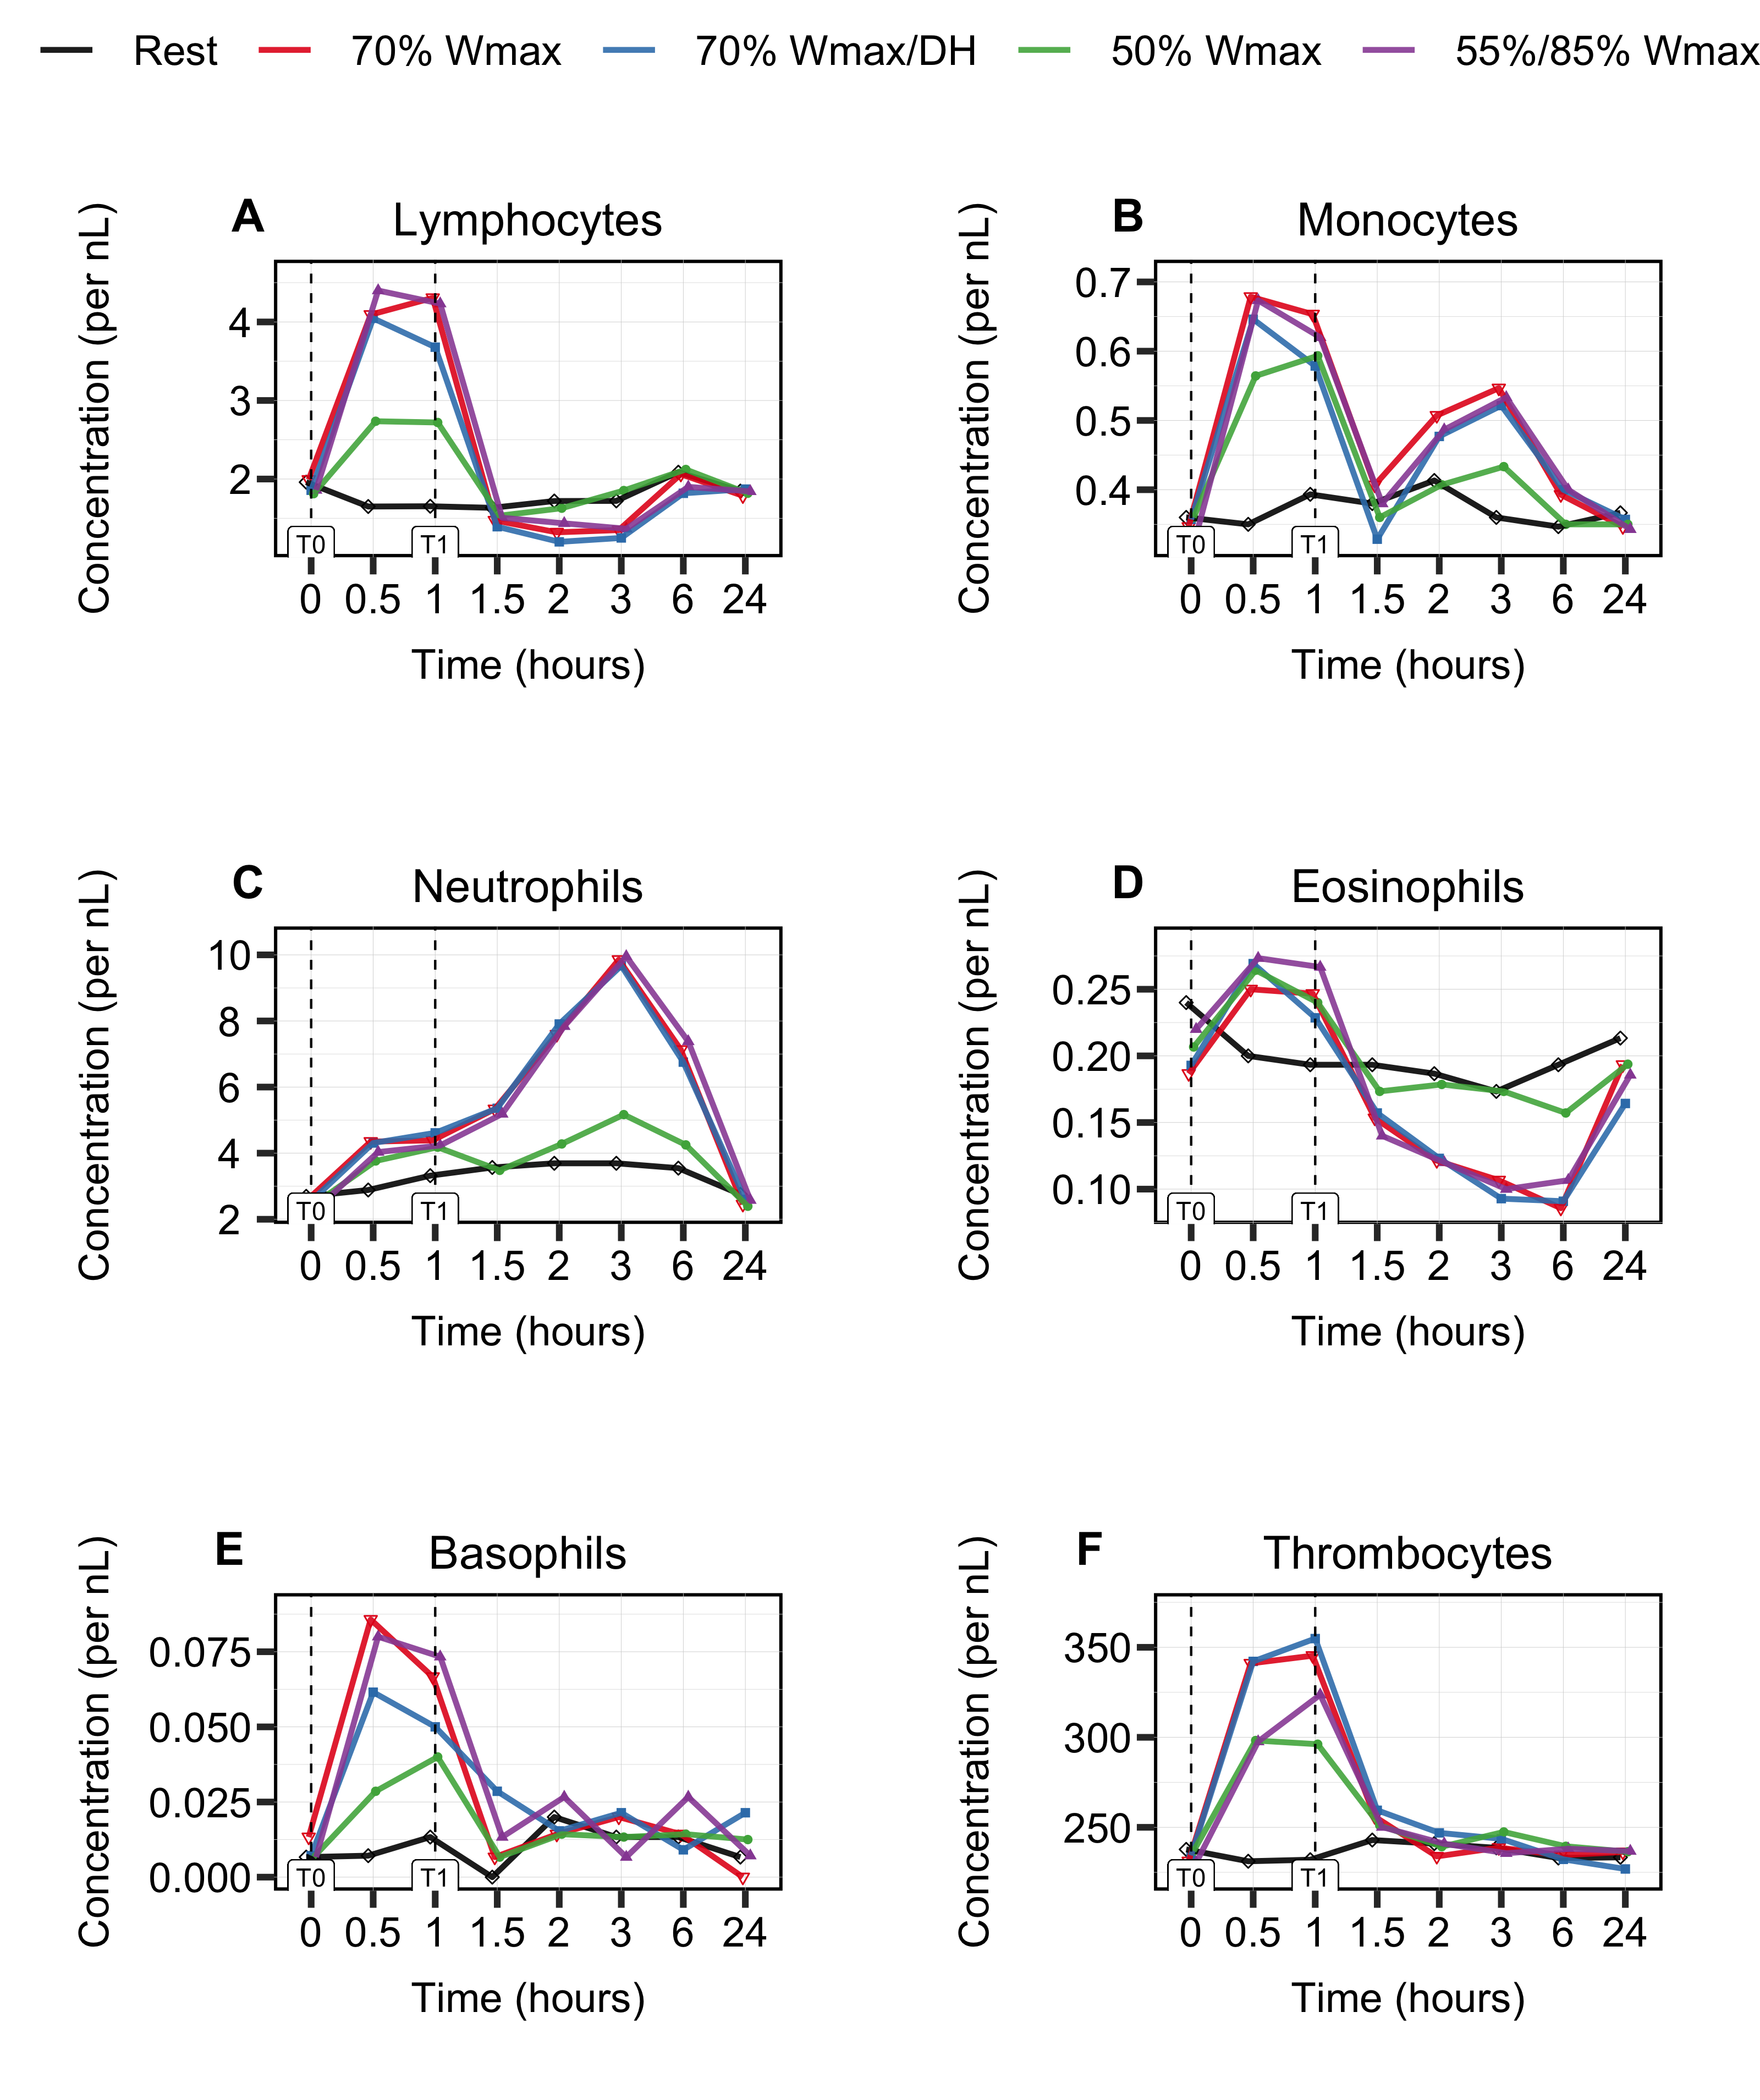 Rest 70% Wmax 70% Wmax/DH 50% Wmax 55%/85% Wmax
A Lymphocytes
Concentration (per nL)
4
3
2
T0 T1
0 0.5 1 1.5 2 3 6 24
Time (hours)
B Monocytes
Concentration (per nL)
0.7
0.6
0.5
0.4
T0 T1
0 0.5 1 1.5 2 3 6 24
Time (hours)
C Neutrophils
Concentration (per nL)
10
8
6
4
2
T0 T1
0 0.5 1 1.5 2 3 6 24
Time (hours)
D Eosinophils
Concentration (per nL)
0.25
0.20
0.15
0.10
T0 T1
0 0.5 1 1.5 2 3 6 24
Time (hours)
E Basophils
Concentration (per nL)
0.075
0.050
0.025
0.000
T0 T1
0 0.5 1 1.5 2 3 6 24
Time (hours)
F Thrombocytes
Concentration (per nL)
350
300
250
T0 T1
0 0.5 1 1.5 2 3 6 24
Time (hours)